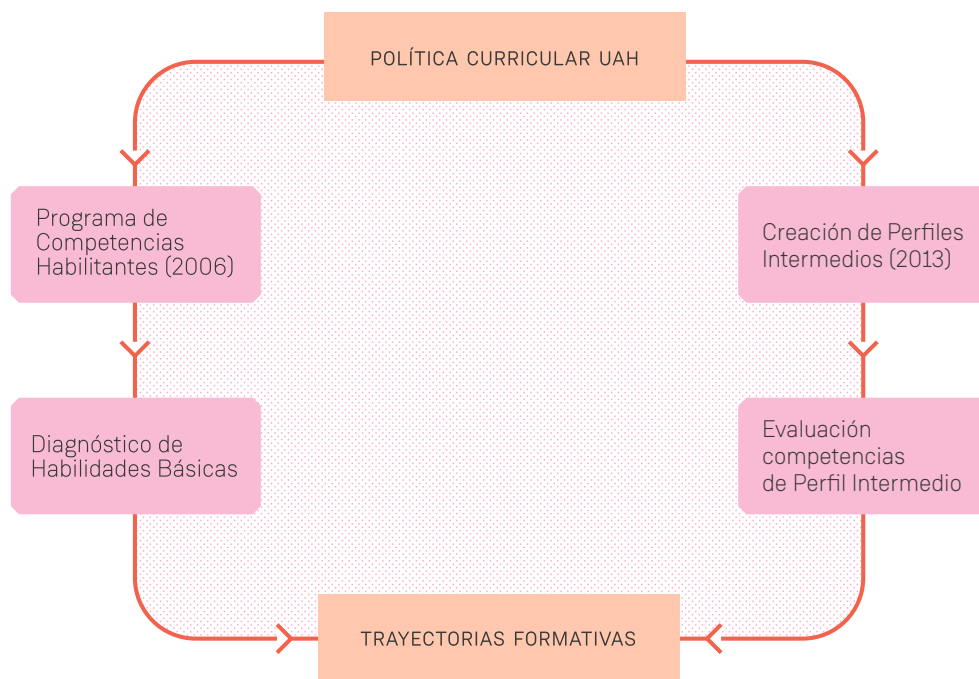 POLÍTICA CURRICULAR UAH
Programa de
Competencias
Habilitantes (2006)
Creación de Perfiles
Intermedios (2013)
Diagnóstico de
Habilidades Básicas
Evaluación
competencias
de Perfil Intermedio
TRAYECTORIAS FORMATIVAS